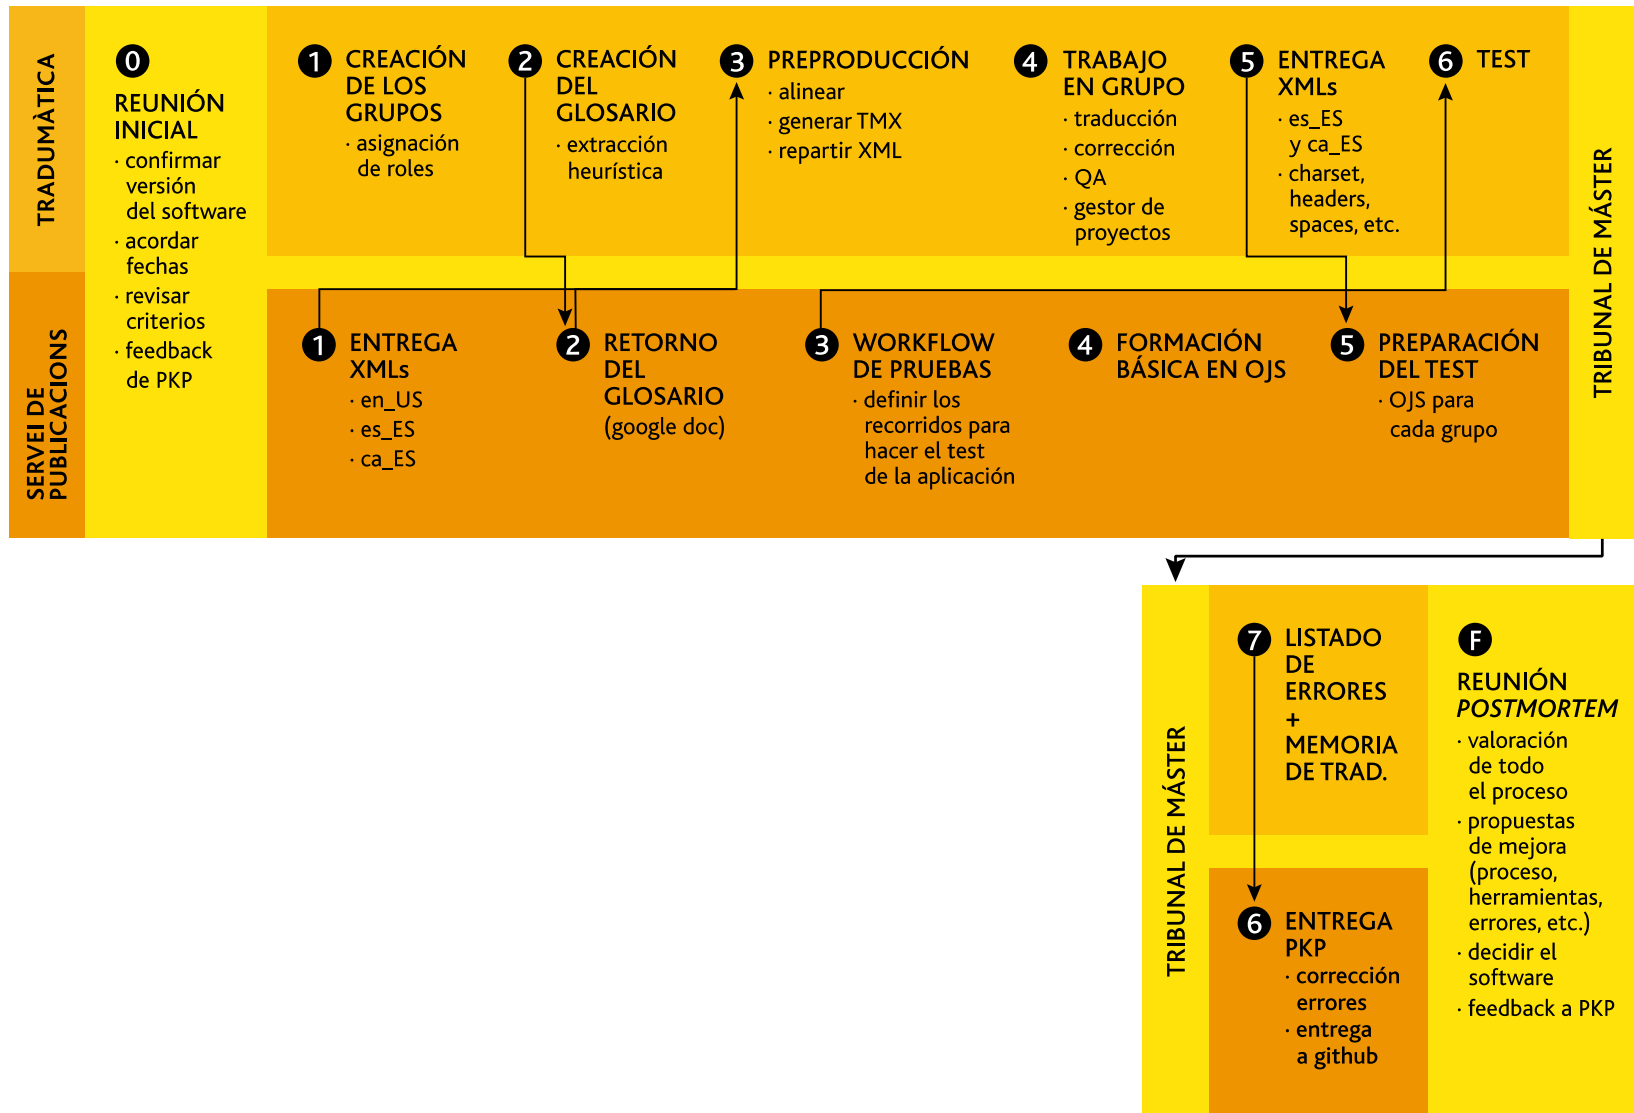 TRADUMÀTICA
SERVEI DE
PUBLICACIONS
0
REUNIÓN
INICIAL
· confirmar
versión
del software
· acordar
fechas
· revisar
criterios
· feedback
de PKP
1
CREACIÓN
DE LOS
GRUPOS
· asignación
de roles
2
CREACIÓN
DEL
GLOSARIO
· extracción
heurística
3
PREPRODUCCIÓN
· alinear
· generar TMX
· repartir XML
4
TRABAJO
EN GRUPO
· traducción
· corrección
· QA
· gestor de
proyectos
5
ENTREGA
XMLs
· es_ES
y ca_ES
· charset,
headers,
spaces, etc.
6
TEST
1
ENTREGA
XMLs
· en_US
· es_ES
· ca_ES
2
RETORNO
DEL
GLOSARIO
(google doc)
3
WORKFLOW
DE PRUEBAS
· definir los
recorridos para
hacer el test
de la aplicación
4
FORMACIÓN
BÁSICA EN OJS
5
PREPARACIÓN
DEL TEST
· OJS para
cada grupo
TRIBUNAL DE MÁSTER
TRIBUNAL DE MÁSTER
7
LISTADO
DE
ERRORES
+
MEMORIA
DE TRAD.
6
ENTREGA
PKP
· corrección
errores
· entrega
a github
F
REUNIÓN
POSTMORTEM
· valoración
de todo
el proceso
· propuestas
de mejora
(proceso,
herramientas,
errores, etc.)
· decidir el
software
· feedback a PKP